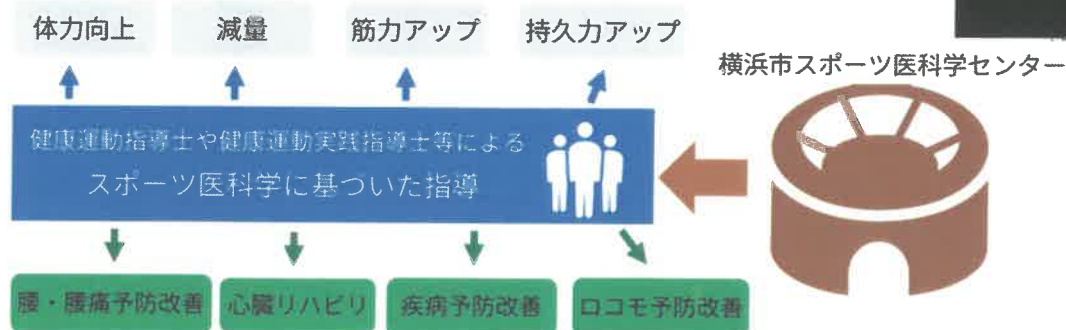 体力向上
減量
筋力アップ
持久力アップ
横浜市スポーツ医科学センター
健康運動指導士や健康運動実践指導士等による
スポーツ医科学に基づいた指導
腰・腰痛予防改善
心臓リハビリ
疾病予防改善
ロコモ予防改善